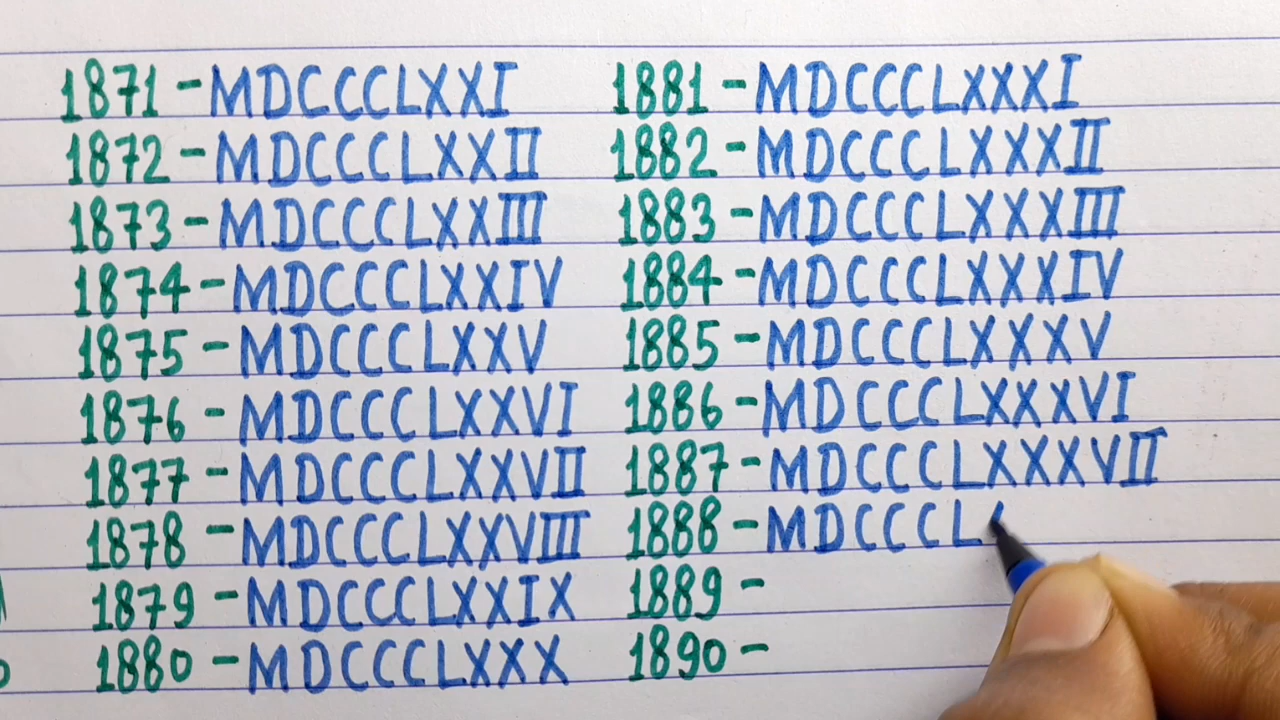 1871 - MDCCCLXXI
1872 - MDCCCLXXII
1873 - MDCCCLXXIII
1874 - MDCCCLXXIV
1875 - MDCCCLXXV
1876 - MDCCCLXXVI
1877 - MDCCCLXXVII
1878 - MDCCCLXXVIII
1879 - MDCCCLXXIX
1880 - MDCCCLXXX
1881 - MDCCCLXXXI
1882 - MDCCCLXXXII
1883 - MDCCCLXXXIII
1884 - MDCCCLXXXIV
1885 - MDCCCLXXXV
1886 - MDCCCLXXXVI
1887 - MDCCCLXXXVII
1888 - MDCCCL
1889 -
1890 -